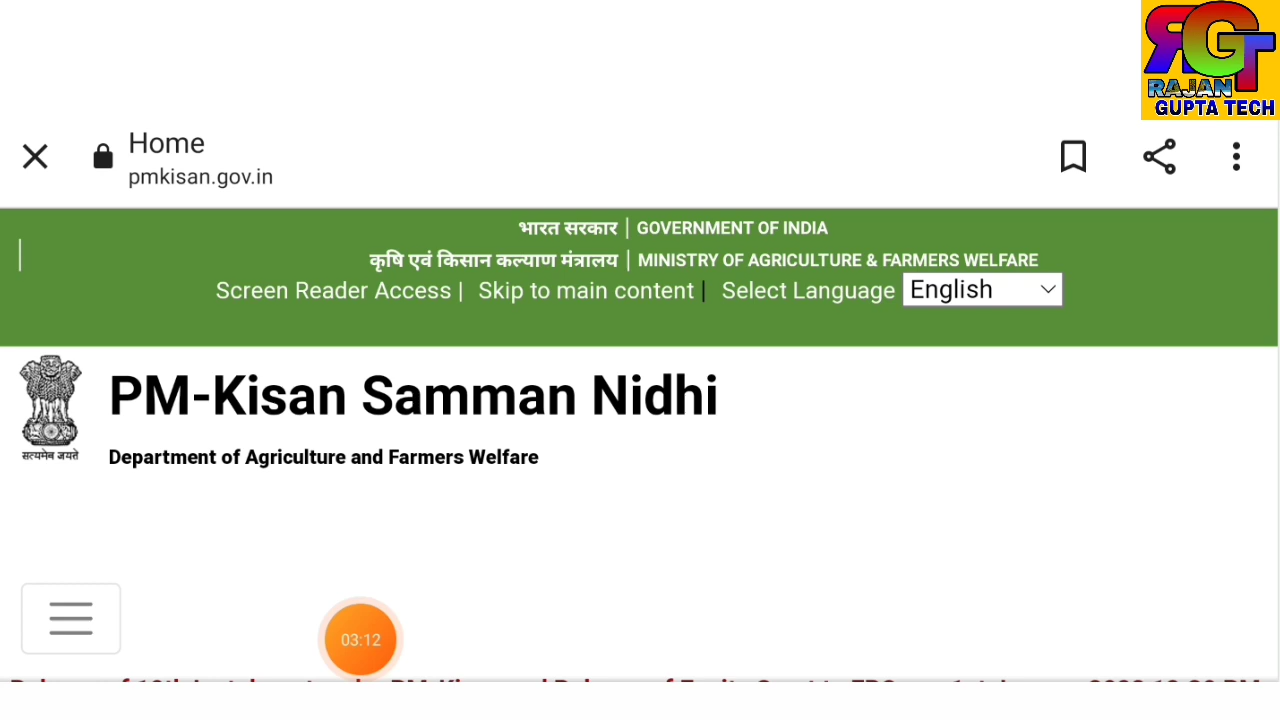 RGT
RAJAN
GUPTA TECH
Home
pmkisan.gov.in
भारत सरकार | GOVERNMENT OF INDIA
कृषि एवं किसान कल्याण मंत्रालय | MINISTRY OF AGRICULTURE & FARMERS WELFARE
Screen Reader Access | Skip to main content | Select Language English
सत्यमेव जयते
PM-Kisan Samman Nidhi
Department of Agriculture and Farmers Welfare
03:12